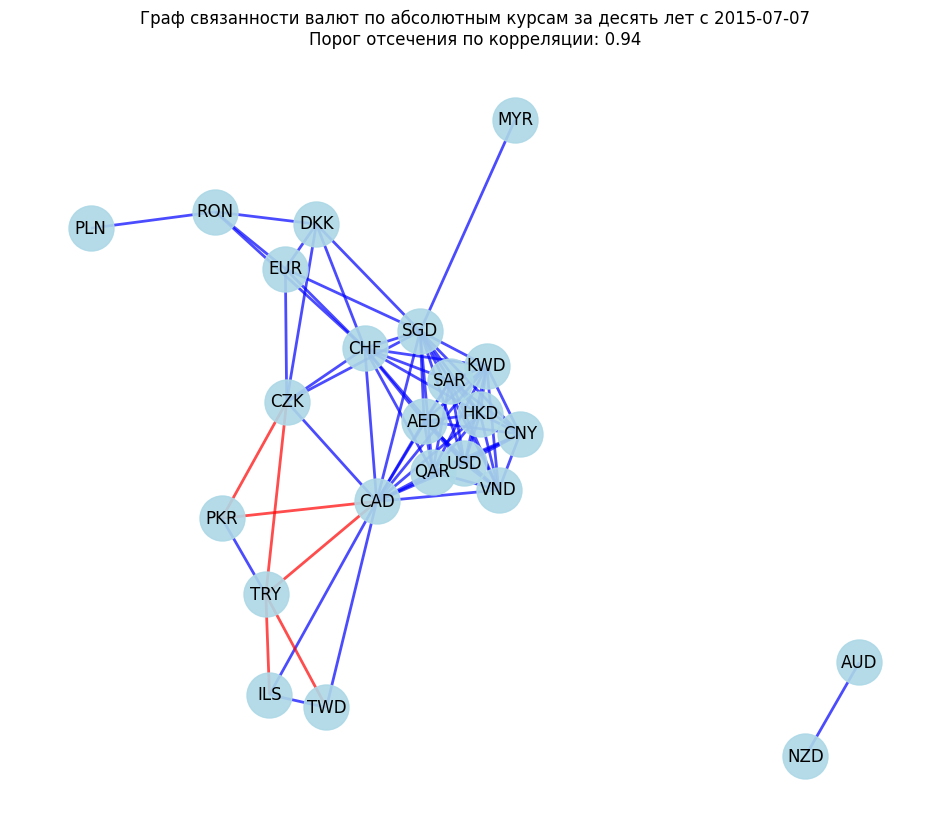 Граф связанности валют по абсолютным курсам за десять лет с 2015-07-07
Порог отсечения по корреляции: 0.94
MYR
RON
DKK
PLN
EUR
SGD
CHF
KWD
SAR
CZK
HKD
AED
CNY
USD
QAR
VND
CAD
PKR
TRY
AUD
ILS
TWD
NZD